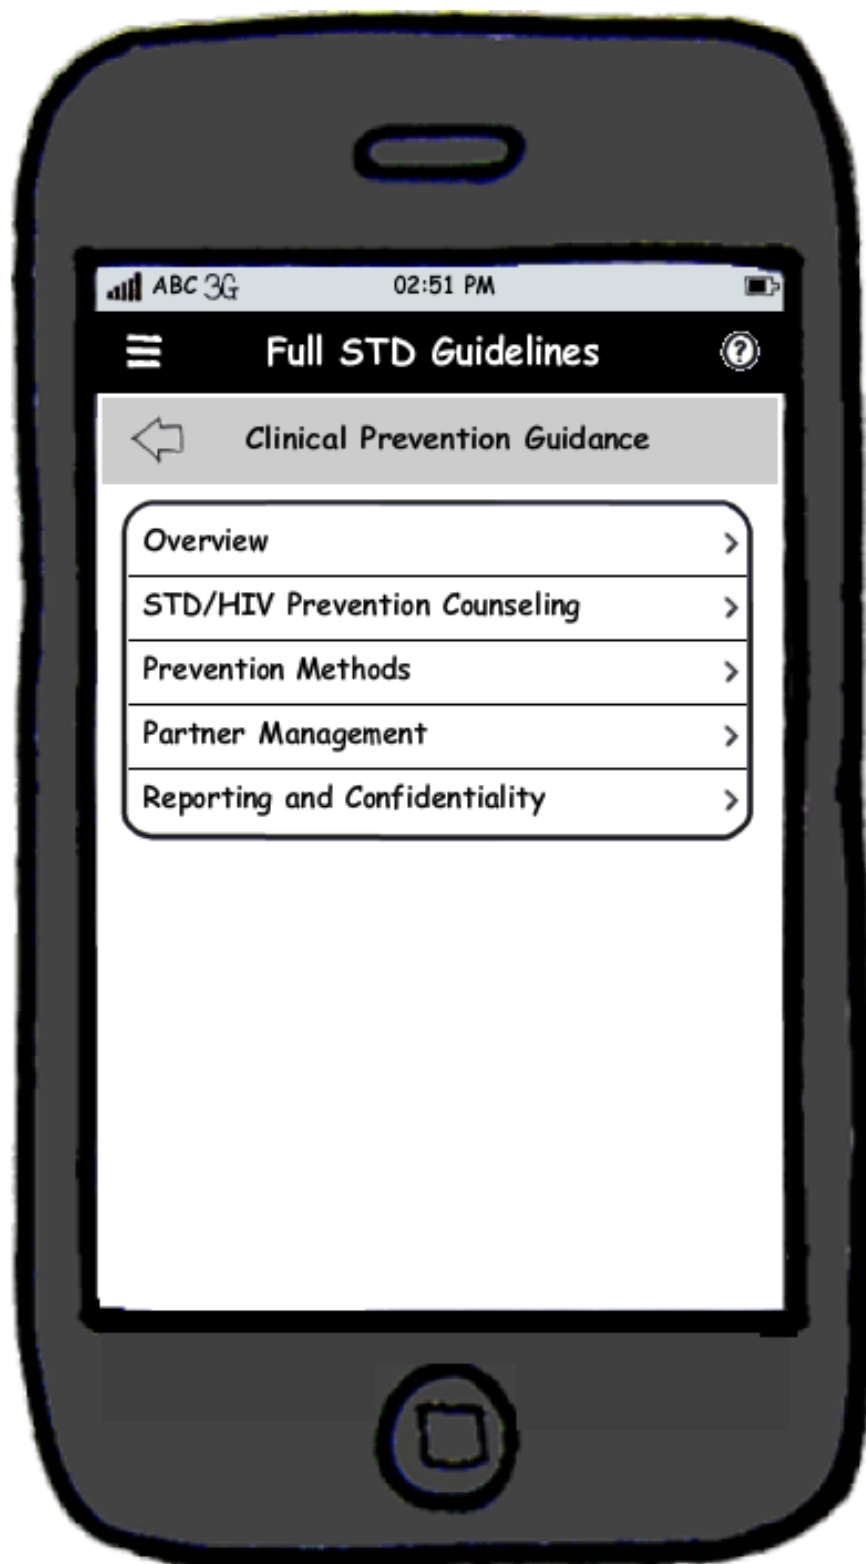 ABC 3G 02:51 PM
Full STD Guidelines ?
Clinical Prevention Guidance
Overview
STD/HIV Prevention Counseling
Prevention Methods
Partner Management
Reporting and Confidentiality